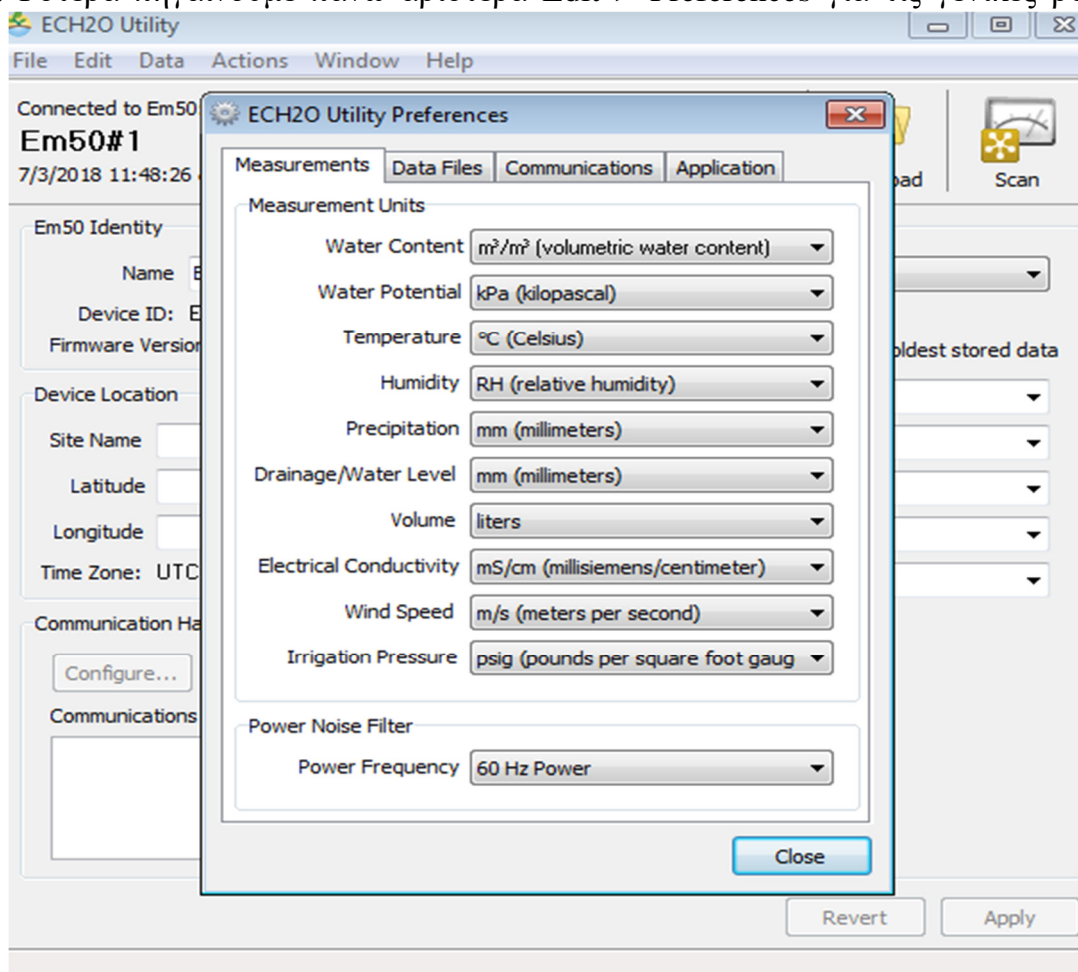 ECH2O Utility
File Edit Data Actions Window Help
Connected to Em50
Em50#1
7/3/2018 11:48:26
Scan
ECH2O Utility Preferences
Measurements Data Files Communications Application
Measurement Units
Water Content m³/m³ (volumetric water content)
Water Potential kPa (kilopascal)
Temperature °C (Celsius)
Humidity RH (relative humidity)
Precipitation mm (millimeters)
Drainage/Water Level mm (millimeters)
Volume liters
Electrical Conductivity mS/cm (millisiemens/centimeter)
Wind Speed m/s (meters per second)
Irrigation Pressure psig (pounds per square foot gaug
Power Noise Filter
Power Frequency 60 Hz Power
Close
Em50 Identity
Name
Device ID:
Firmware Version
oldest stored data
Device Location
Site Name
Latitude
Longitude
Time Zone: UTC
Communication Ha
Configure...
Communications
Revert Apply